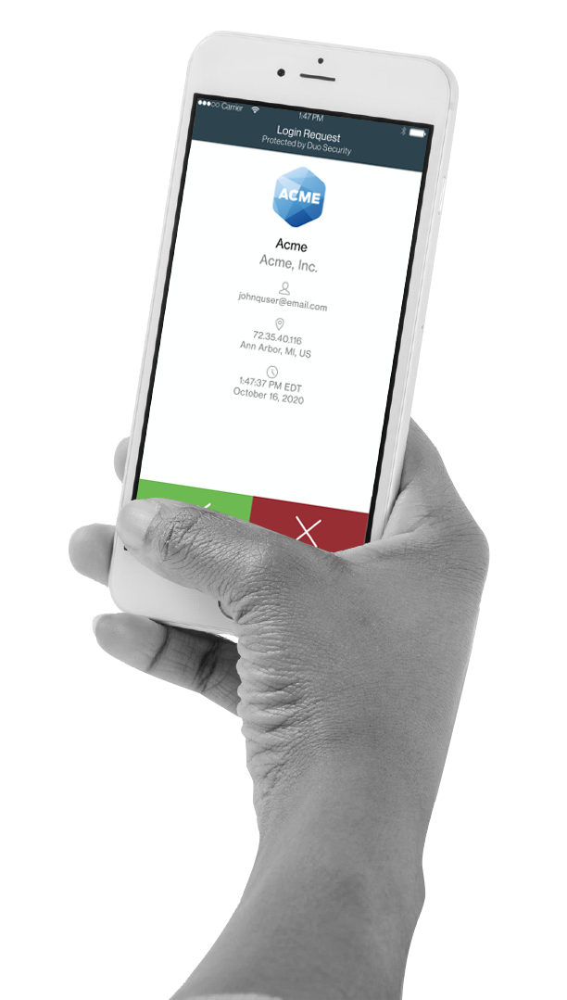 Carrier
1:47 PM
Login Request
Protected by Duo Security
ACME
Acme
Acme, Inc.
johnquser@email.com
72.35.40.116
Ann Arbor, MI, US
1:47:37 PM EDT
October 16, 2020